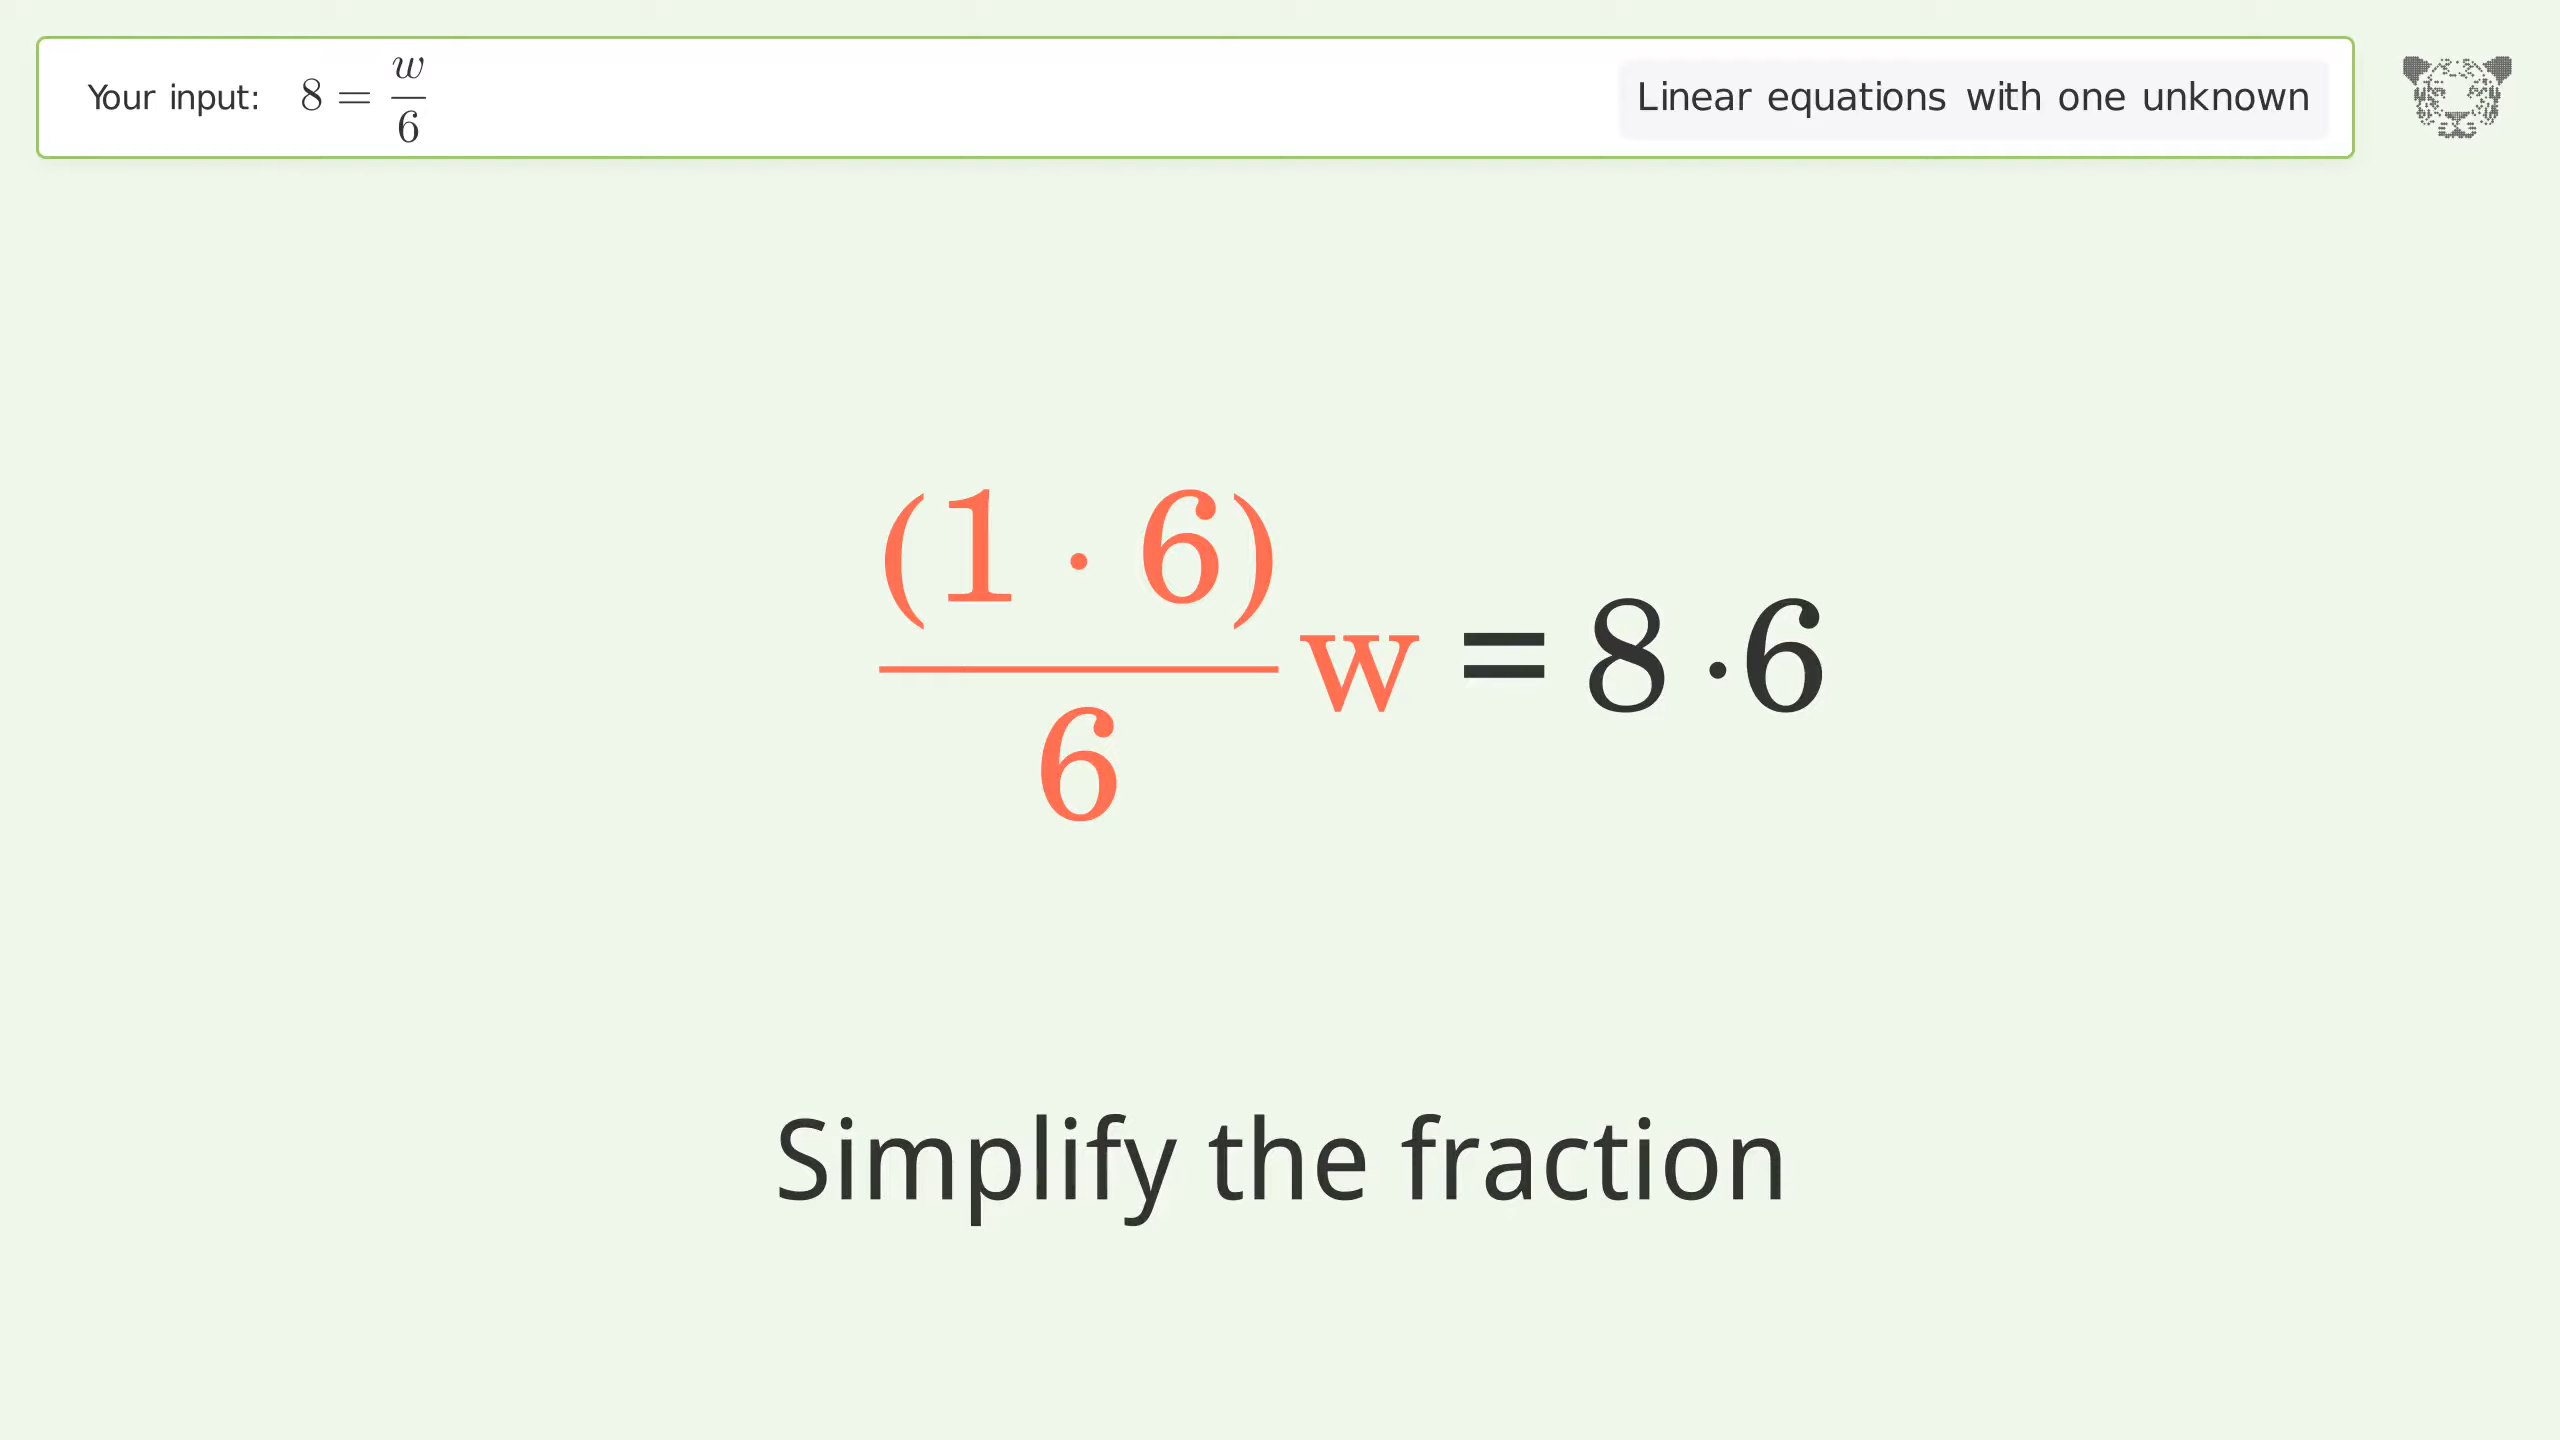 Your input: 8 = w/6
Linear equations with one unknown
(1 · 6)/6 w = 8 · 6
Simplify the fraction